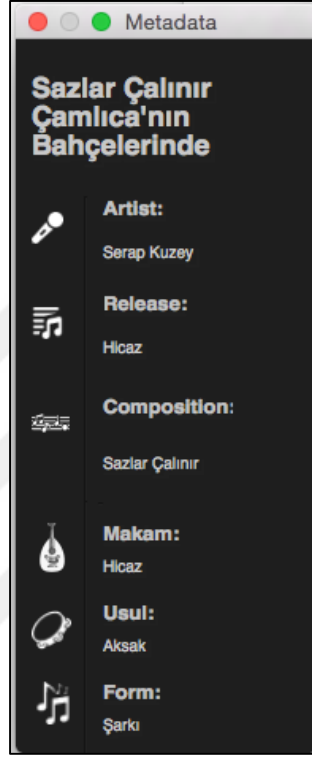 Metadata
Sazlar Çalınır
Çamlıca'nın
Bahçelerinde
Artist:
Serap Kuzey
Release:
Hicaz
Composition:
Sazlar Çalınır
Makam:
Hicaz
Usul:
Aksak
Form:
Şarkı